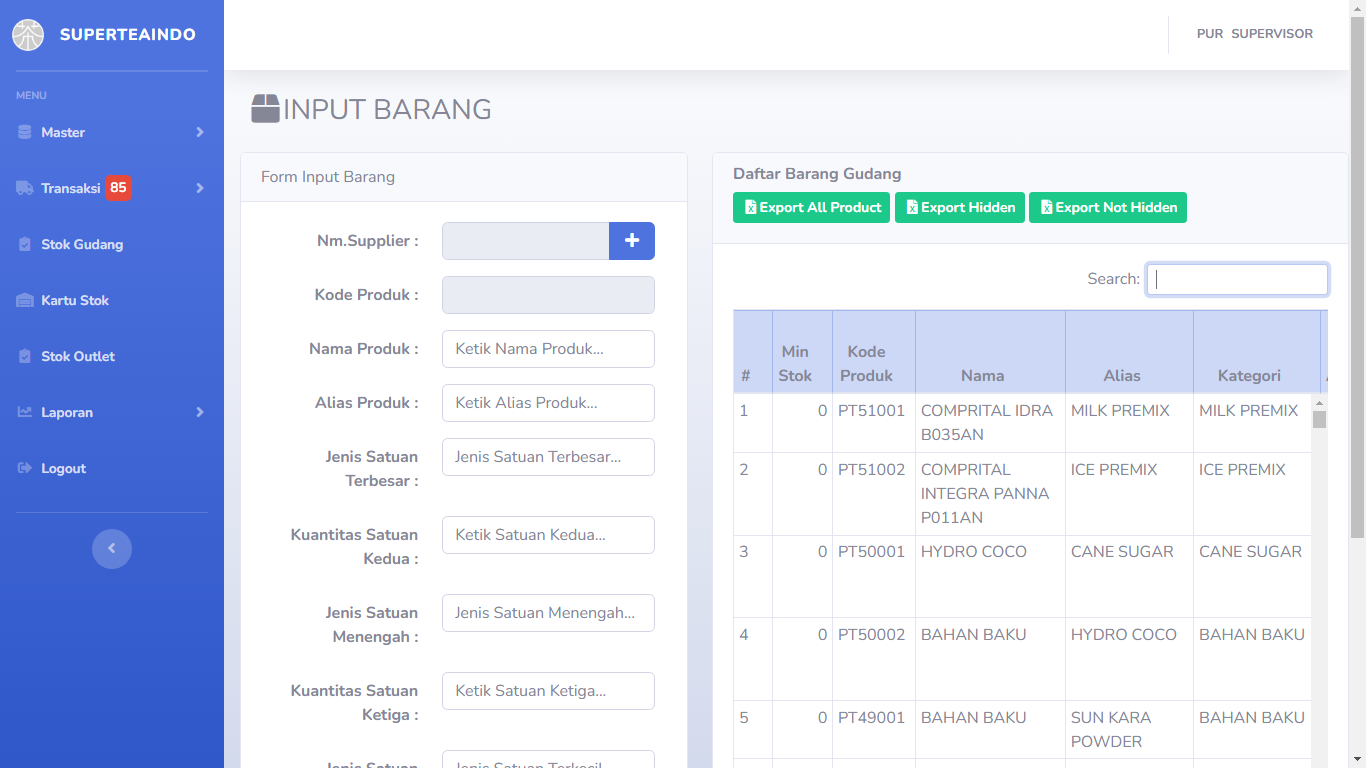 SUPERTEAINDO
MENU
Master
Transaksi 85
Stok Gudang
Kartu Stok
Stok Outlet
Laporan
Logout
PUR SUPERVISOR
INPUT BARANG
Form Input Barang
Nm.Supplier :
Kode Produk :
Nama Produk : Ketik Nama Produk...
Alias Produk : Ketik Alias Produk...
Jenis Satuan Jenis Satuan Terbesar...
Terbesar :
Kuantitas Satuan Ketik Satuan Kedua...
Kedua :
Jenis Satuan Jenis Satuan Menengah...
Menengah :
Kuantitas Satuan Ketik Satuan Ketiga...
Ketiga :
Jenis Satuan Jenis Satuan Terkecil
Daftar Barang Gudang
Export All Product Export Hidden Export Not Hidden
Search:
Min Kode
# Stok Produk Nama Alias Kategori
1 0 PT51001 COMPRITAL IDRA MILK PREMIX MILK PREMIX
B035AN
2 0 PT51002 COMPRITAL ICE PREMIX ICE PREMIX
INTEGRA PANNA
P011AN
3 0 PT50001 HYDRO COCO CANE SUGAR CANE SUGAR
4 0 PT50002 BAHAN BAKU HYDRO COCO BAHAN BAKU
5 0 PT49001 BAHAN BAKU SUN KARA BAHAN BAKU
POWDER